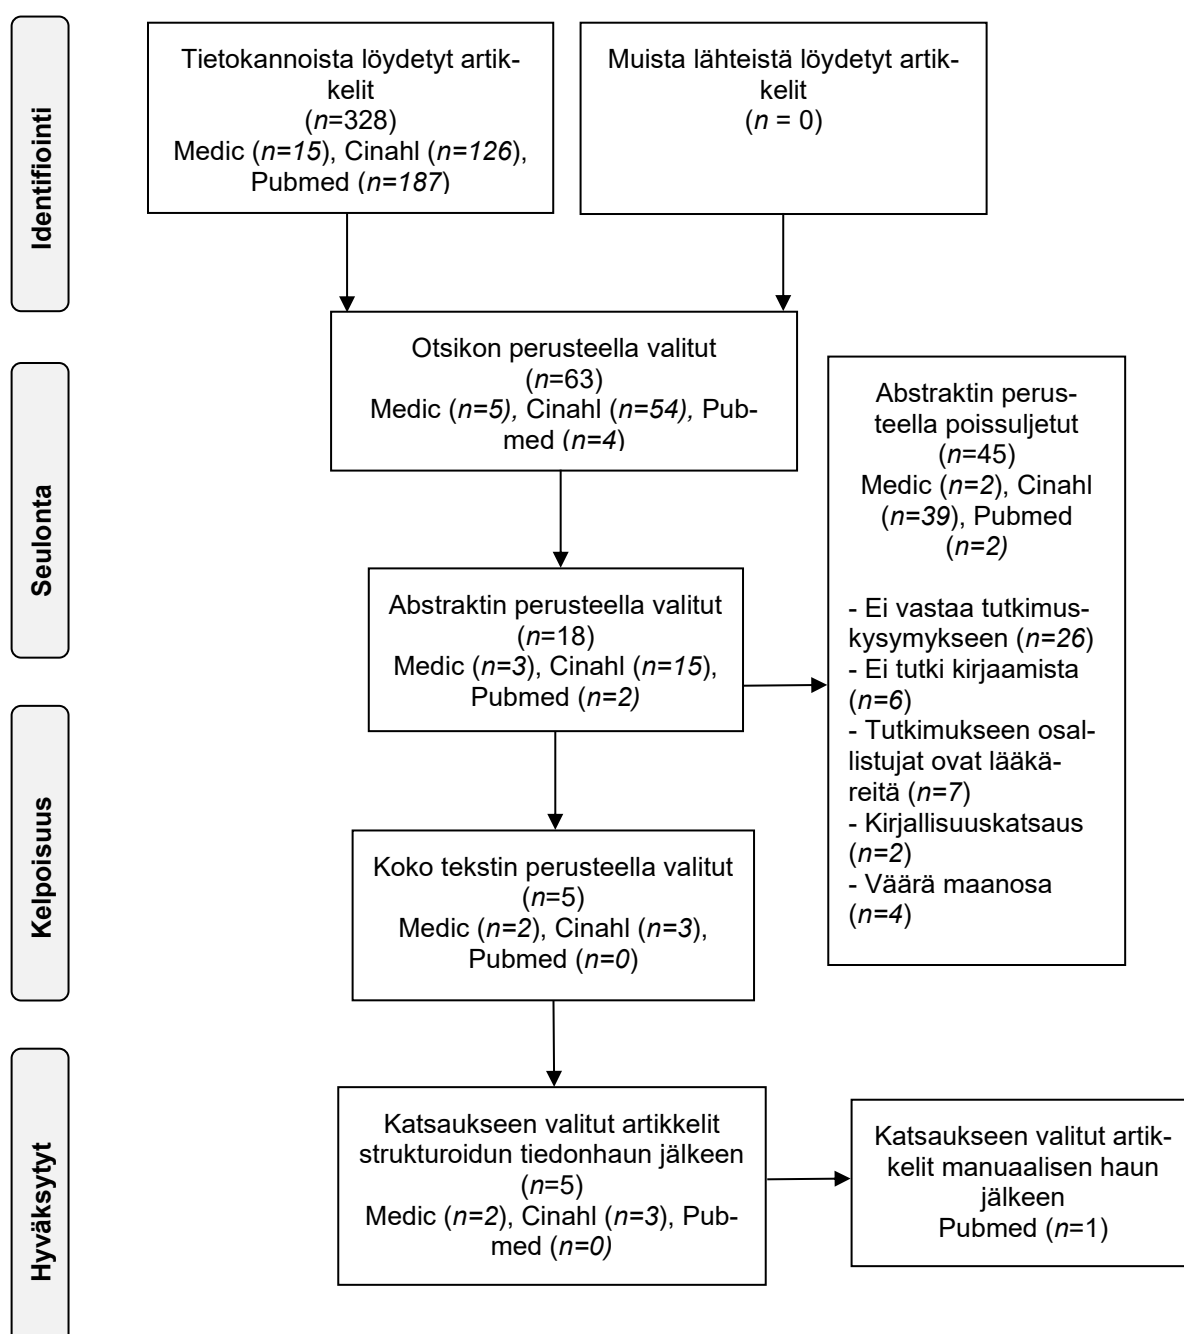 Identifiointi
Tietokannoista löydetyt artik-
kelit
(n=328)
Medic (n=15), Cinahl (n=126),
Pubmed (n=187)
Muista lähteistä löydetyt artik-
kelit
(n = 0)
Otsikon perusteella valitut
(n=63)
Medic (n=5), Cinahl (n=54), Pub-
med (n=4)
Seulonta
Abstraktin perus-
teella poissuljetut
(n=45)
Medic (n=2), Cinahl
(n=39), Pubmed
(n=2)
- Ei vastaa tutkimus-
kysymykseen (n=26)
- Ei tutki kirjaamista
(n=6)
- Tutkimukseen osal-
listujat ovat lääkä-
reitä (n=7)
- Kirjallisuuskatsaus
(n=2)
- Väärä maanosa
(n=4)
Abstraktin perusteella valitut
(n=18)
Medic (n=3), Cinahl (n=15),
Pubmed (n=2)
Kelpoisuus
Koko tekstin perusteella valitut
(n=5)
Medic (n=2), Cinahl (n=3),
Pubmed (n=0)
Hyväksytyt
Katsaukseen valitut artikkelit
strukturoidun tiedonhaun jälkeen
(n=5)
Medic (n=2), Cinahl (n=3), Pub-
med (n=0)
Katsaukseen valitut artik-
kelit manuaalisen haun
jälkeen
Pubmed (n=1)